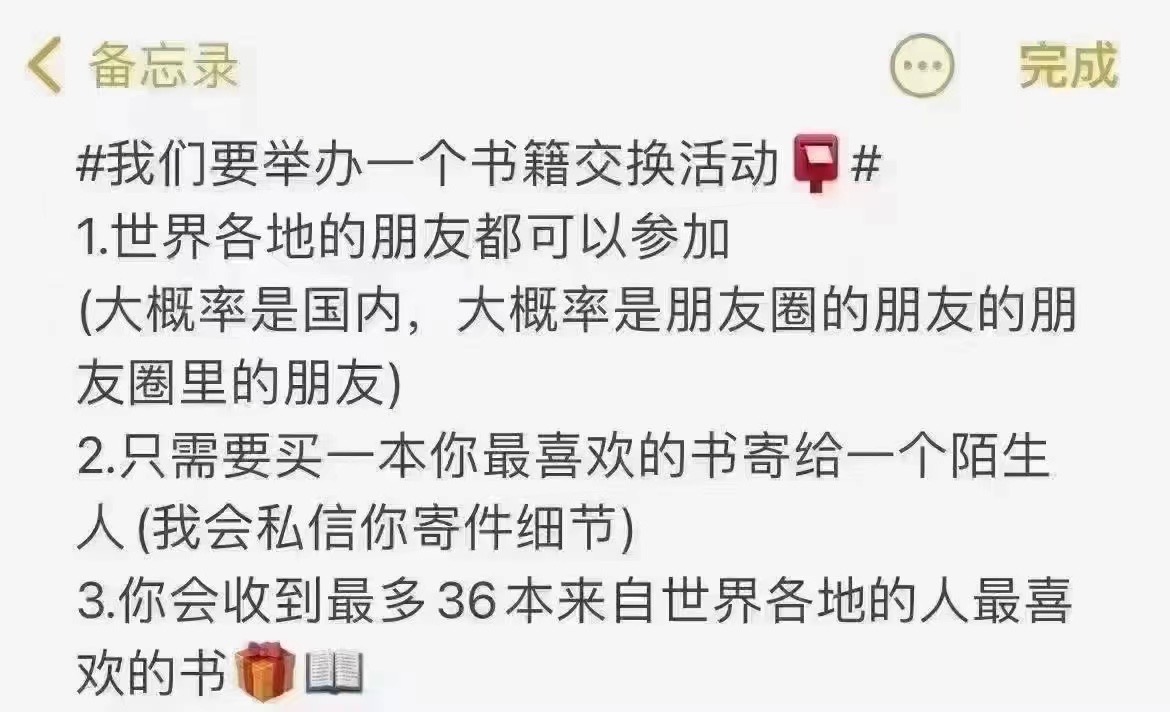 备忘录 完成
#我们要举办一个书籍交换活动📮#
1.世界各地的朋友都可以参加
(大概率是国内，大概率是朋友圈的朋友的朋
友圈里的朋友)
2.只需要买一本你最喜欢的书寄给一个陌生
人(我会私信你寄件细节)
3.你会收到最多36本来自世界各地的人最喜
欢的书🎁📖